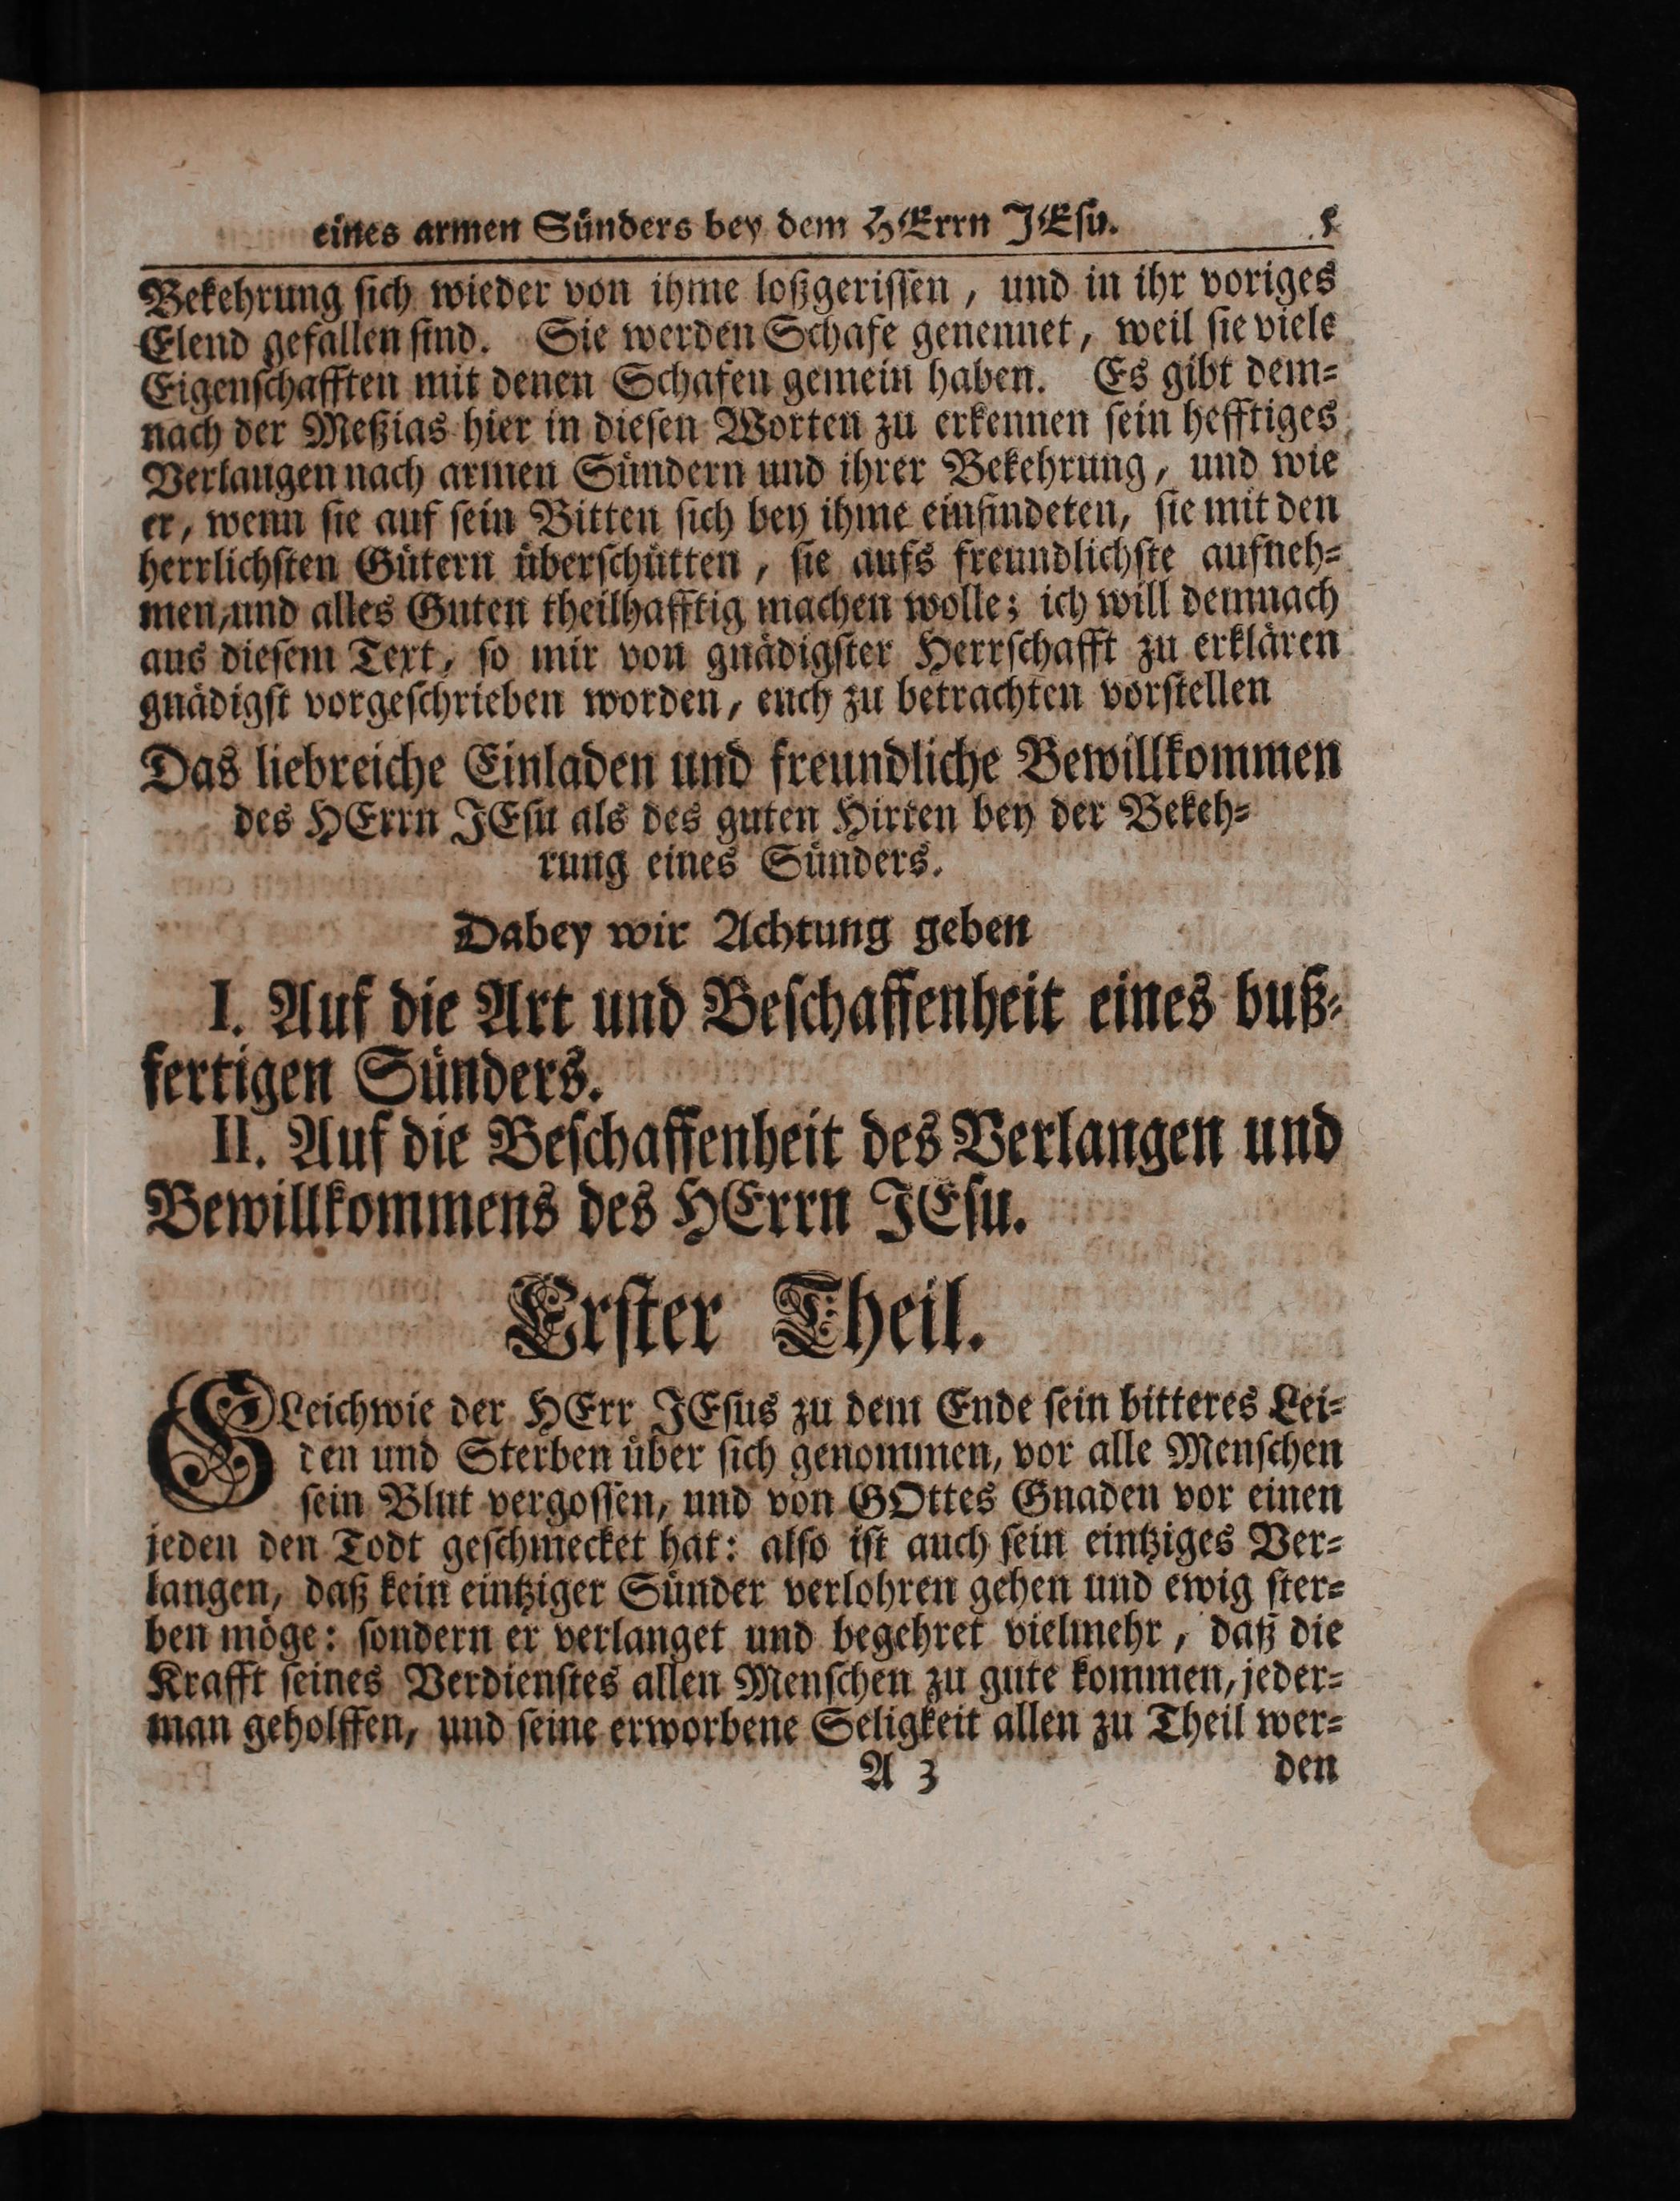 eines armen Sünders bey dem HErrn JEsu. 5
Bekehrung sich wieder von ihme loßgerissen, und in ihr voriges
Elend gefallen sind. Sie werden Schafe genennet, weil sie viele
Eigenschafften mit denen Schafen gemein haben. Es gibt dem-
nach der Meßias hier in diesen Worten zu erkennen sein hefftiges
Verlangen nach armen Sündern und ihrer Bekehrung, und wie
er, wenn sie auf sein Bitten sich bey ihme einfindeten, sie mit den
herrlichsten Gütern überschütten, sie aufs freundlichste aufneh-
men, und alles Guten theilhafftig machen wolle; ich will demnach
aus diesem Text, so mir von gnädigster Herrschafft zu erklären
gnädigst vorgeschrieben worden, euch zu betrachten vorstellen
Das liebreiche Einladen und freundliche Bewillkommen
des HErrn JEsu als des guten Hirten bey der Bekeh-
rung eines Sünders.
Dabey wir Achtung geben
I. Auf die Art und Beschaffenheit eines buß-
fertigen Sünders.
II. Auf die Beschaffenheit des Verlangen und
Bewillkommens des HErrn JEsu.
Erster Theil.
GLeichwie der HErr JEsus zu dem Ende sein bitteres Lei-
den und Sterben über sich genommen, vor alle Menschen
sein Blut vergossen, und von GOttes Gnaden vor einen
jeden den Todt geschmecket hat: also ist auch sein eintziges Ver-
langen, daß kein eintziger Sünder verlohren gehen und ewig ster-
ben möge: sondern er verlanget und begehret vielmehr, daß die
Krafft seines Verdienstes allen Menschen zu gute kommen, jeder-
man geholffen, und seine erworbene Seligkeit allen zu Theil wer-
A 3 den